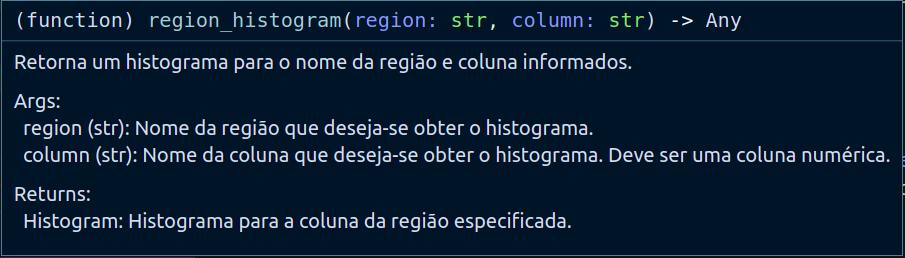 (function) region_histogram(region: str, column: str) -> Any
Retorna um histograma para o nome da região e coluna informados.
Args:
region (str): Nome da região que deseja-se obter o histograma.
column (str): Nome da coluna que deseja-se obter o histograma. Deve ser uma coluna numérica.
Returns:
Histogram: Histograma para a coluna da região especificada.